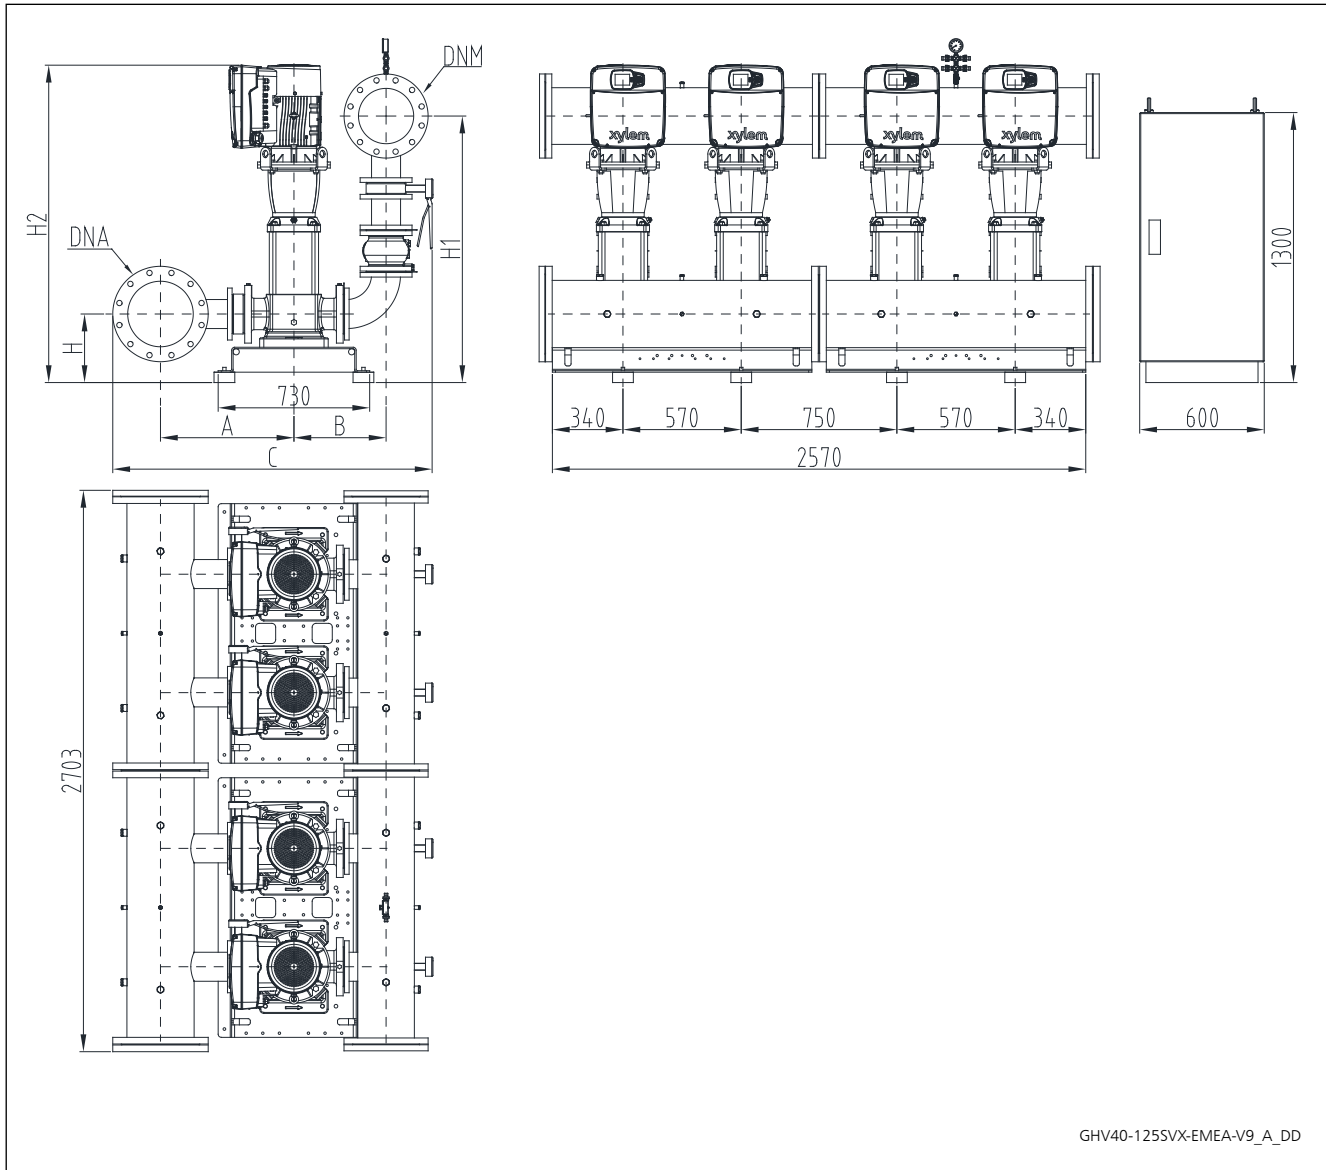 DNM
DNA
H2
H1
H
730
A
B
C
xylem
xylem
xylem
xylem
340
570
750
570
340
2570
1300
600
2703
GHV40-125SVX-EMEA-V9_A_DD